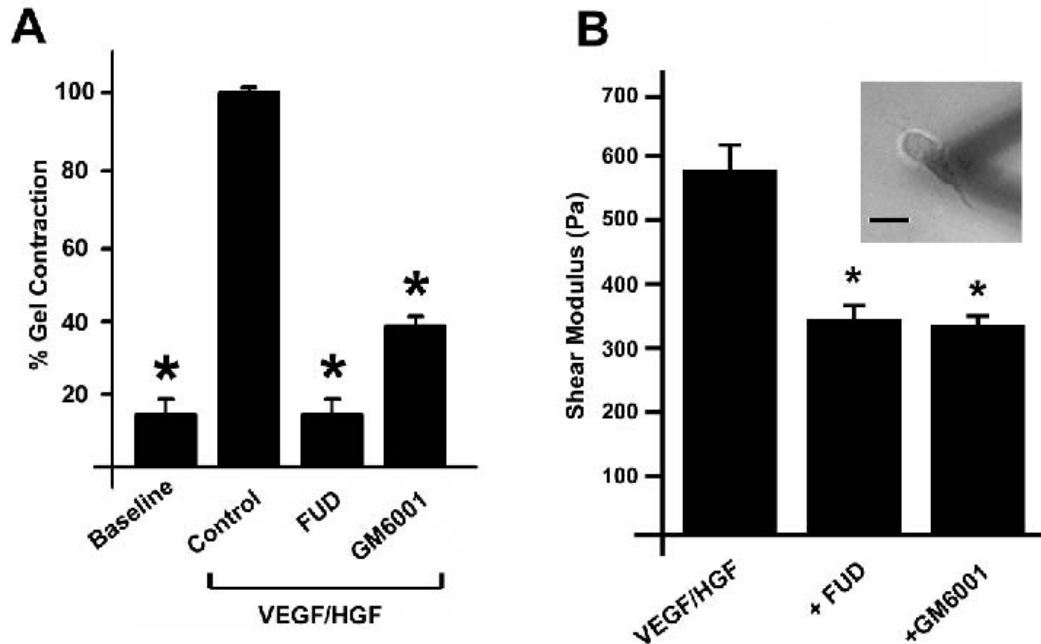 A
% Gel Contraction
100
80
60
40
20
*
*
*
Baseline
Control
FUD
GM6001
VEGF/HGF
B
Shear Modulus (Pa)
700
600
500
400
300
200
100
*
*
VEGF/HGF
+ FUD
+GM6001